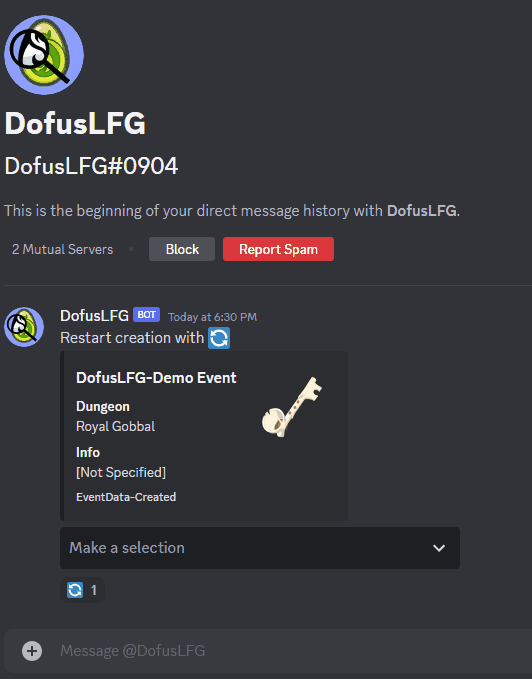 DofusLFG
DofusLFG#0904
This is the beginning of your direct message history with DofusLFG.
2 Mutual Servers
Block
Report Spam
DofusLFG BOT Today at 6:30 PM
Restart creation with
DofusLFG-Demo Event
Dungeon
Royal Gobbal
Info
[Not Specified]
EventData-Created
Make a selection
1
Message @DofusLFG